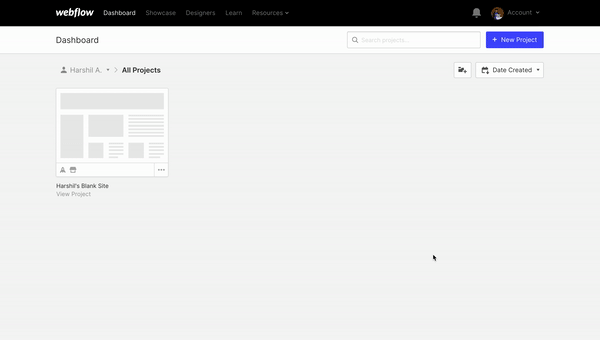 webflow Dashboard Showcase Designers Learn Resources Account
Dashboard Search projects... + New Project
Harshil A. > All Projects Date Created
Harshil's Blank Site
View Project